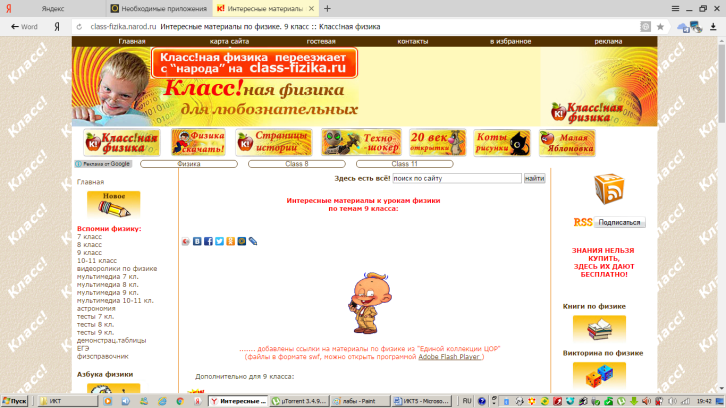 Яндекс
Необходимые приложения
К! Интересные материалы
Word
class-fizika.narod.ru Интересные материалы по физике. 9 класс :: Класс!ная физика
Главная
карта сайта
гостевая
контакты
в избранное
реклама
Класс!ная физика переезжает
с "народа" на class-fizika.ru
Класс!ная физика
для любознательных
К! Класс!ная
физика
К! Класс!ная
физика
Физика
скачать!
К! Страницы
истории
Техно-
шокер
20 век
открытки
Коты
рисунки
Малая
Яблоновка
Реклама от Google
Физика
Class 8
Class 11
Главная
Новое
Вспомни физику:
7 класс
8 класс
9 класс
10-11 класс
видеоролики по физике
мультимедиа 7 кл.
мультимедиа 8 кл.
мультимедиа 9 кл.
мультимедиа 10-11 кл.
астрономия
тесты 7 кл.
тесты 8 кл.
тесты 9 кл.
демонстрац.таблицы
ЕГЭ
физсправочник
Азбука физики
Здесь есть всё! поиск по сайту найти
Интересные материалы к урокам физики
по темам 9 класса:
....... добавлены ссылки на материалы по физике из "Единой коллекции ЦОР"
(файлы в формате swf, можно открыть программой Adobe Flash Player )
Дополнительно для 9 класса:
RSS Подписаться
ЗНАНИЯ НЕЛЬЗЯ
КУПИТЬ,
ЗДЕСЬ ИХ ДАЮТ
БЕСПЛАТНО!
Книги по физике
Викторина по физике
Класс!
Класс!
Класс!
Класс!
Класс!
Класс!
Пуск
ИКТ
Интересные ...
µTorrent 3.4.9...
лабы - Paint
ИКТ5 - Microso...
RU
19:42